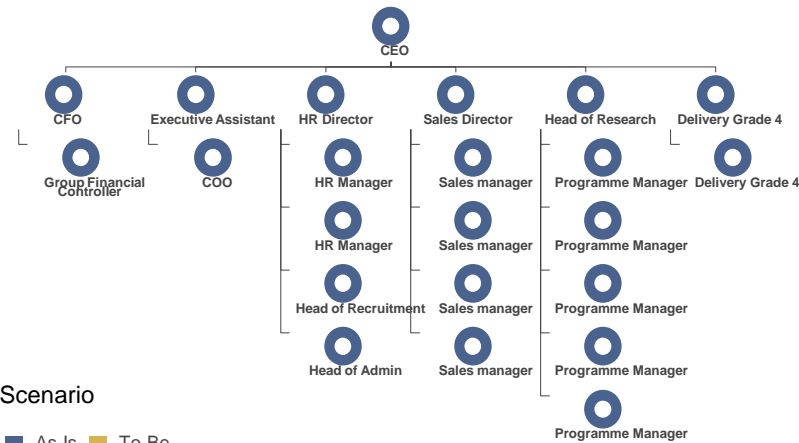 CEO
CFO
Executive Assistant
HR Director
Sales Director
Head of Research
Delivery Grade 4
Group Financial
Controller
COO
HR Manager
Sales manager
Programme Manager
Delivery Grade 4
HR Manager
Sales manager
Programme Manager
Head of Recruitment
Sales manager
Programme Manager
Head of Admin
Sales manager
Programme Manager
Programme Manager
Scenario
As Is
To Be